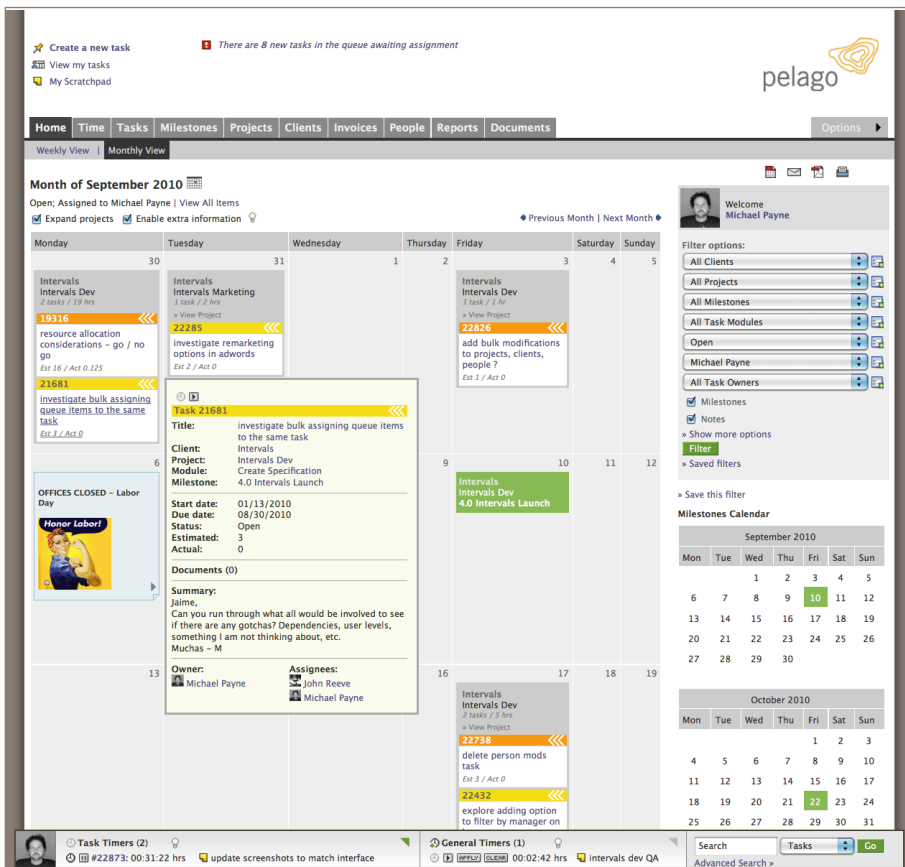 Create a new task
There are 8 new tasks in the queue awaiting assignment
View my tasks
My Scratchpad
pelago
Home Time Tasks Milestones Projects Clients Invoices People Reports Documents
Options
Weekly View | Monthly View
Month of September 2010
Open; Assigned to Michael Payne | View All Items
Expand projects Enable extra information
Previous Month | Next Month
Monday Tuesday Wednesday Thursday Friday Saturday Sunday
30 31 1 2 3 4 5
Intervals
Intervals Dev
2 tasks / 19 hrs
19316
resource allocation
considerations – go / no
go
Est 16 / Act 0.125
21681
investigate bulk assigning
queue items to the same
task
Est 3 / Act 0
Intervals
Intervals Marketing
1 task / 2 hrs
» View Project
22285
investigate remarketing
options in adwords
Est 2 / Act 0
Intervals
Intervals Dev
1 task / 1 hr
» View Project
22826
add bulk modifications
to projects, clients,
people ?
Est 1 / Act 0
Task 21681
Title: investigate bulk assigning queue items
to the same task
Client: Intervals
Project: Intervals Dev
Module: Create Specification
Milestone: 4.0 Intervals Launch
Start date: 01/13/2010
Due date: 08/30/2010
Status: Open
Estimated: 3
Actual: 0
Documents (0)
Summary:
Jaime,
Can you run through what all would be involved to see
if there are any gotchas? Dependencies, user levels,
something I am not thinking about, etc.
Muchas – M
Owner:
Michael Payne
Assignees:
John Reeve
Michael Payne
6 9 10 11 12
OFFICES CLOSED – Labor
Day
Honor Labor!
Intervals
Intervals Dev
4.0 Intervals Launch
13 16 17 18 19
Intervals
Intervals Dev
2 tasks / 5 hrs
» View Project
22738
delete person mods
task
Est 3 / Act 0
22432
explore adding option
to filter by manager on
Welcome
Michael Payne
Filter options:
All Clients
All Projects
All Milestones
All Task Modules
Open
Michael Payne
All Task Owners
Milestones
Notes
» Show more options
Filter
» Saved filters
» Save this filter
Milestones Calendar
September 2010
Mon Tue Wed Thu Fri Sat Sun
1 2 3 4 5
6 7 8 9 10 11 12
13 14 15 16 17 18 19
20 21 22 23 24 25 26
27 28 29 30
October 2010
Mon Tue Wed Thu Fri Sat Sun
1 2 3
4 5 6 7 8 9 10
11 12 13 14 15 16 17
18 19 20 21 22 23 24
25 26 27 28 29 30 31
Task Timers (2)
#22873: 00:31:22 hrs update screenshots to match interface
General Timers (1)
APPLY CLEAR 00:02:42 hrs intervals dev QA
Search Tasks Go
Advanced Search »